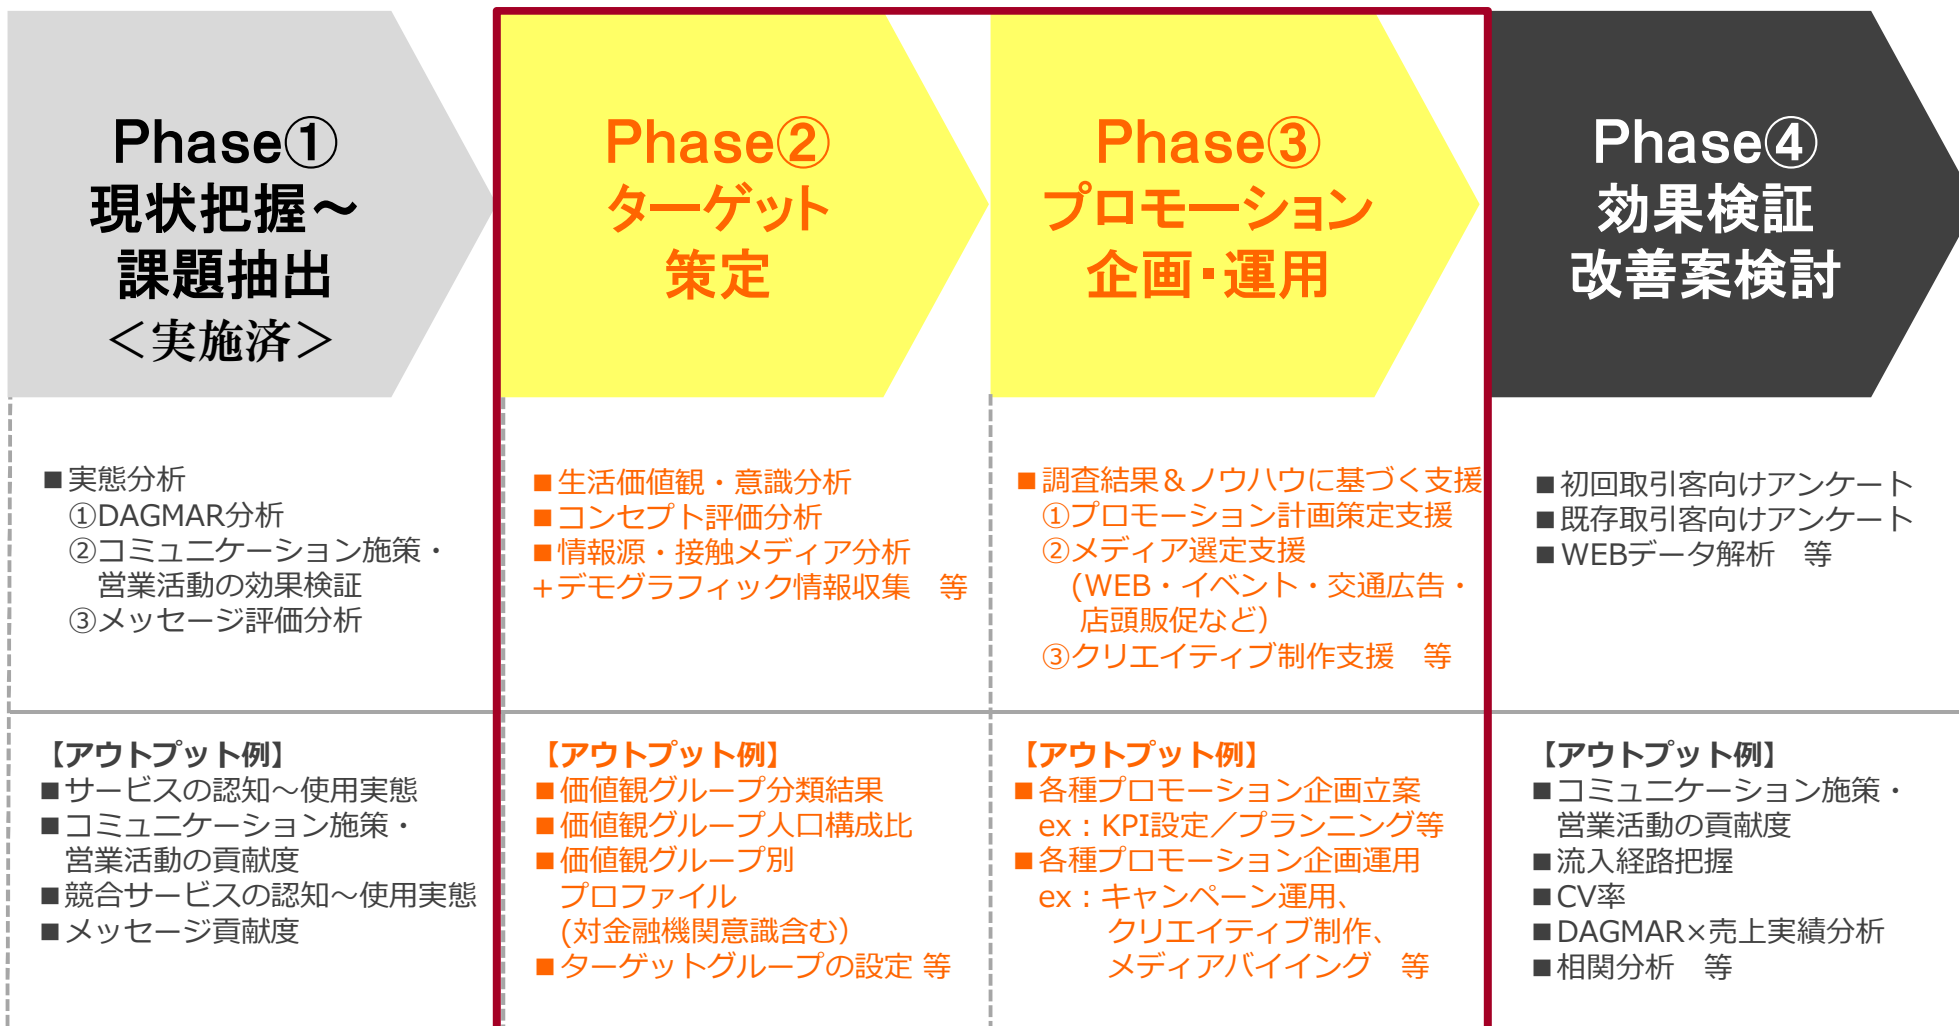 Phase①
現状把握～
課題抽出
＜実施済＞
Phase②
ターゲット
策定
Phase③
プロモーション
企画・運用
Phase④
効果検証
改善案検討
■実態分析
①DAGMAR分析
②コミュニケーション施策・
営業活動の効果検証
③メッセージ評価分析
■生活価値観・意識分析
■コンセプト評価分析
■情報源・接触メディア分析
＋デモグラフィック情報収集　等
■調査結果＆ノウハウに基づく支援
①プロモーション計画策定支援
②メディア選定支援
(WEB・イベント・交通広告・
店頭販促など）
③クリエイティブ制作支援　等
■初回取引客向けアンケート
■既存取引客向けアンケート
■WEBデータ解析　等
【アウトプット例】
■サービスの認知～使用実態
■コミュニケーション施策・
営業活動の貢献度
■競合サービスの認知～使用実態
■メッセージ貢献度
【アウトプット例】
■価値観グループ分類結果
■価値観グループ人口構成比
■価値観グループ別
プロファイル
(対金融機関意識含む）
■ターゲットグループの設定 等
【アウトプット例】
■各種プロモーション企画立案
ex：KPI設定／プランニング等
■各種プロモーション企画運用
ex：キャンペーン運用、
クリエイティブ制作、
メディアバイイング　等
【アウトプット例】
■コミュニケーション施策・
営業活動の貢献度
■流入経路把握
■CV率
■DAGMAR×売上実績分析
■相関分析　等